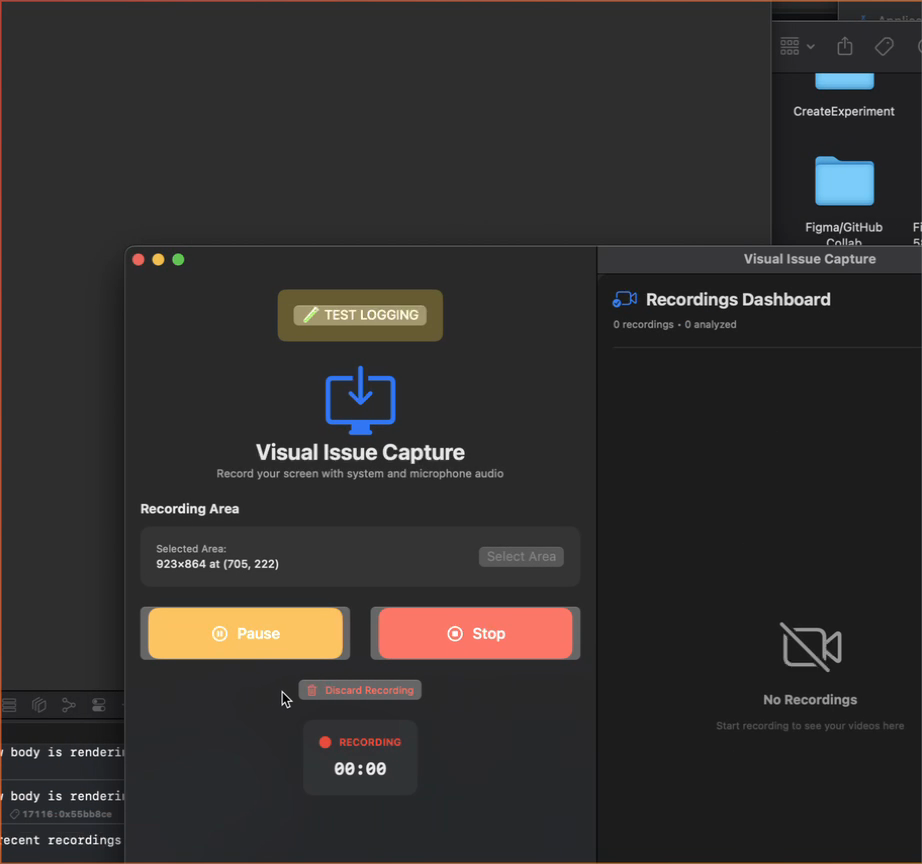 CreateExperiment
Figma/GitHub
Collab
Visual Issue Capture
TEST LOGGING
Visual Issue Capture
Record your screen with system and microphone audio
Recording Area
Selected Area:
923×864 at (705, 222)
Select Area
Pause
Stop
Discard Recording
RECORDING
00:00
Recordings Dashboard
0 recordings • 0 analyzed
No Recordings
Start recording to see your videos here
body is renderin
body is renderin
17116:0x55bb8ce
recent recordings